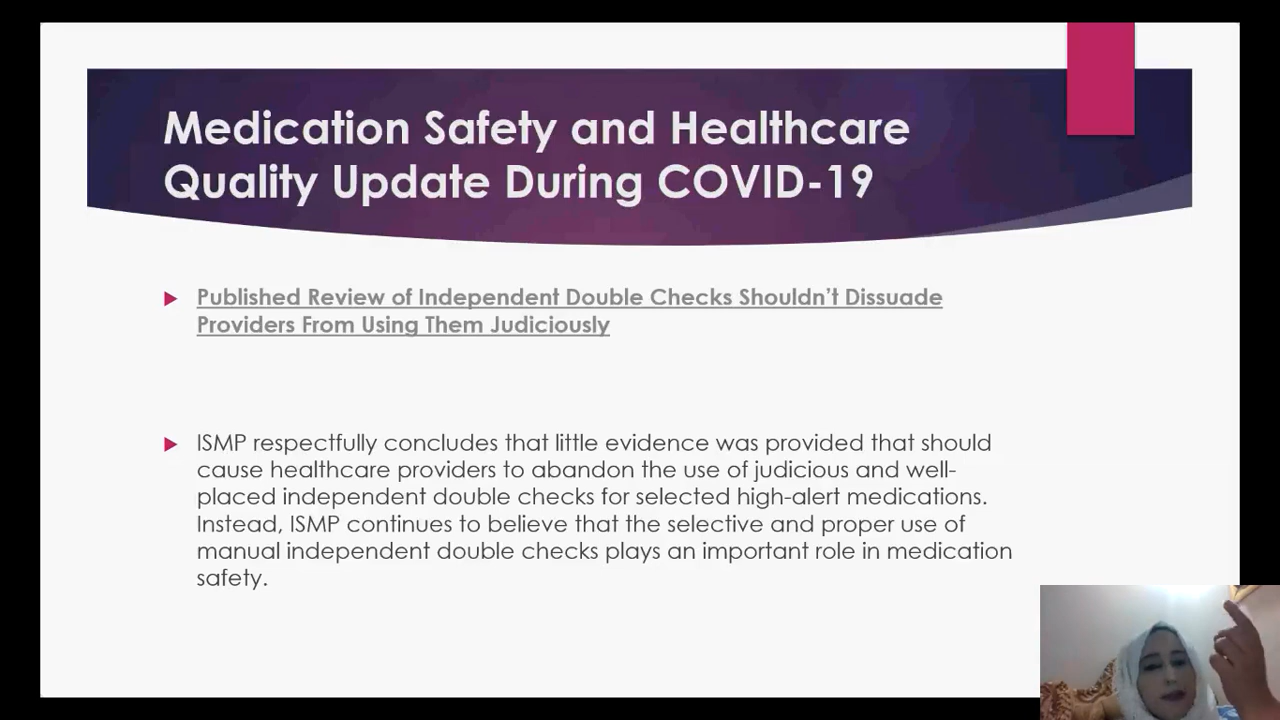 Medication Safety and Healthcare
Quality Update During COVID-19
Published Review of Independent Double Checks Shouldn’t Dissuade
Providers From Using Them Judiciously
ISMP respectfully concludes that little evidence was provided that should
cause healthcare providers to abandon the use of judicious and well-
placed independent double checks for selected high-alert medications.
Instead, ISMP continues to believe that the selective and proper use of
manual independent double checks plays an important role in medication
safety.